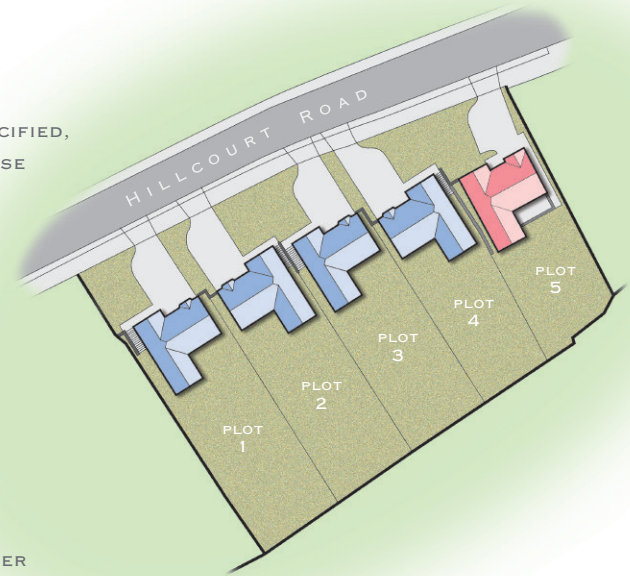 CIFIED,
SE
HILLCOURT ROAD
PLOT
5
PLOT
4
PLOT
3
PLOT
2
PLOT
1
ER